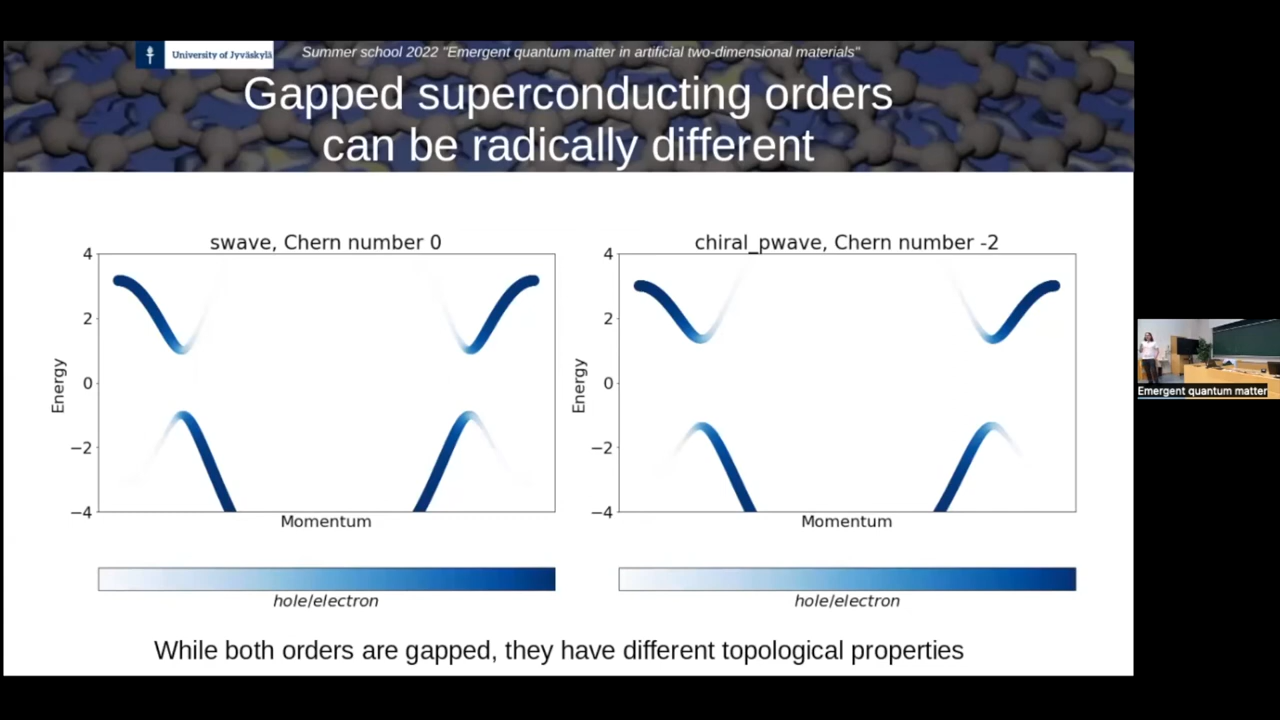 University of Jyväskylä
Summer school 2022 "Emergent quantum matter in artificial two-dimensional materials"
Gapped superconducting orders
can be radically different
swave, Chern number 0
4
2
0
−2
−4
Energy
Momentum
hole/electron
chiral_pwave, Chern number -2
4
2
0
−2
−4
Energy
Momentum
hole/electron
While both orders are gapped, they have different topological properties
Emergent quantum matter